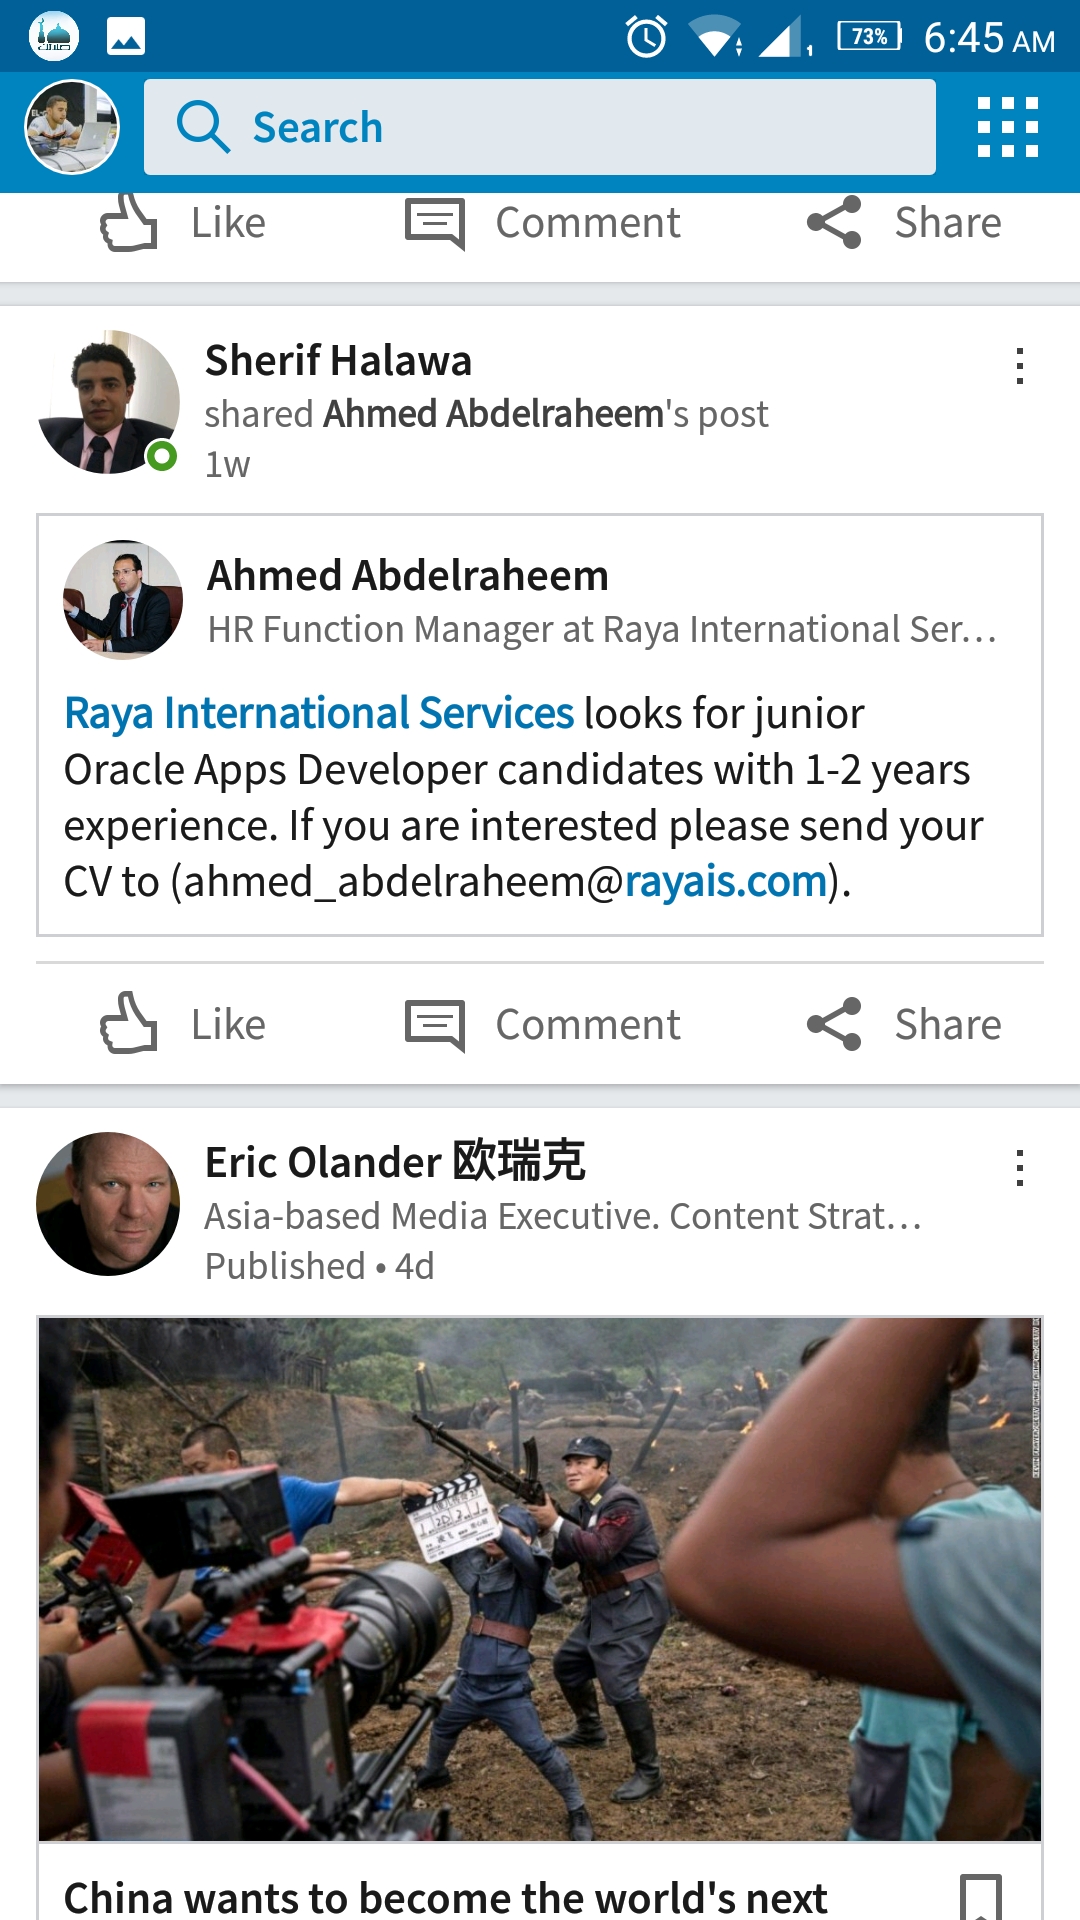 73% 6:45 AM
Search
Like Comment Share
Sherif Halawa
shared Ahmed Abdelraheem's post
1w
Ahmed Abdelraheem
HR Function Manager at Raya International Ser...
Raya International Services looks for junior
Oracle Apps Developer candidates with 1-2 years
experience. If you are interested please send your
CV to (ahmed_abdelraheem@rayais.com).
Like Comment Share
Eric Olander 欧瑞克
Asia-based Media Executive. Content Strat...
Published • 4d
China wants to become the world's next